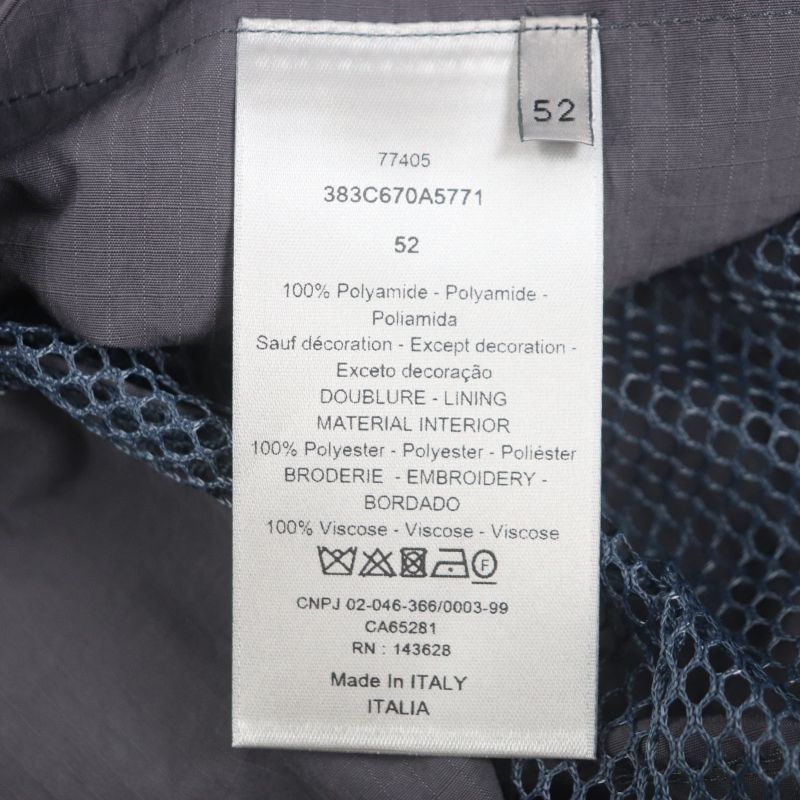 52
77405
383C670A5771
52
100% Polyamide - Polyamide -
Poliamida
Sauf décoration - Except decoration -
Exceto decoração
DOUBLURE - LINING
MATERIAL INTERIOR
100% Polyester - Polyester - Poliéster
BRODERIE - EMBROIDERY -
BORDADO
100% Viscose - Viscose - Viscose
F
CNPJ 02-046-366/0003-99
CA65281
RN : 143628
Made In ITALY
ITALIA